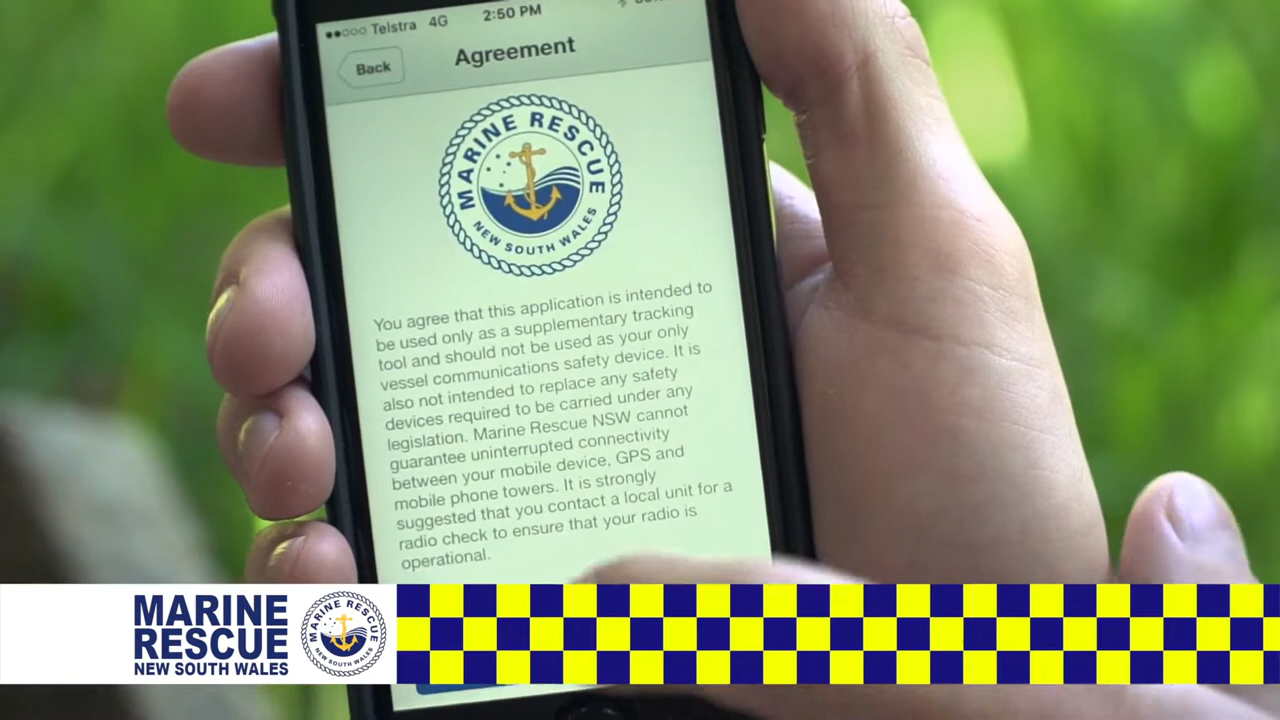 Telstra 4G 2:50 PM
Back
Agreement
MARINE RESCUE
NEW SOUTH WALES
You agree that this application is intended to
be used only as a supplementary tracking
tool and should not be used as your only
vessel communications safety device. It is
also not intended to replace any safety
devices required to be carried under any
legislation. Marine Rescue NSW cannot
guarantee uninterrupted connectivity
between your mobile device, GPS and
mobile phone towers. It is strongly
suggested that you contact a local unit for a
radio check to ensure that your radio is
operational.
MARINE
RESCUE
NEW SOUTH WALES
MARINE RESCUE
NEW SOUTH WALES